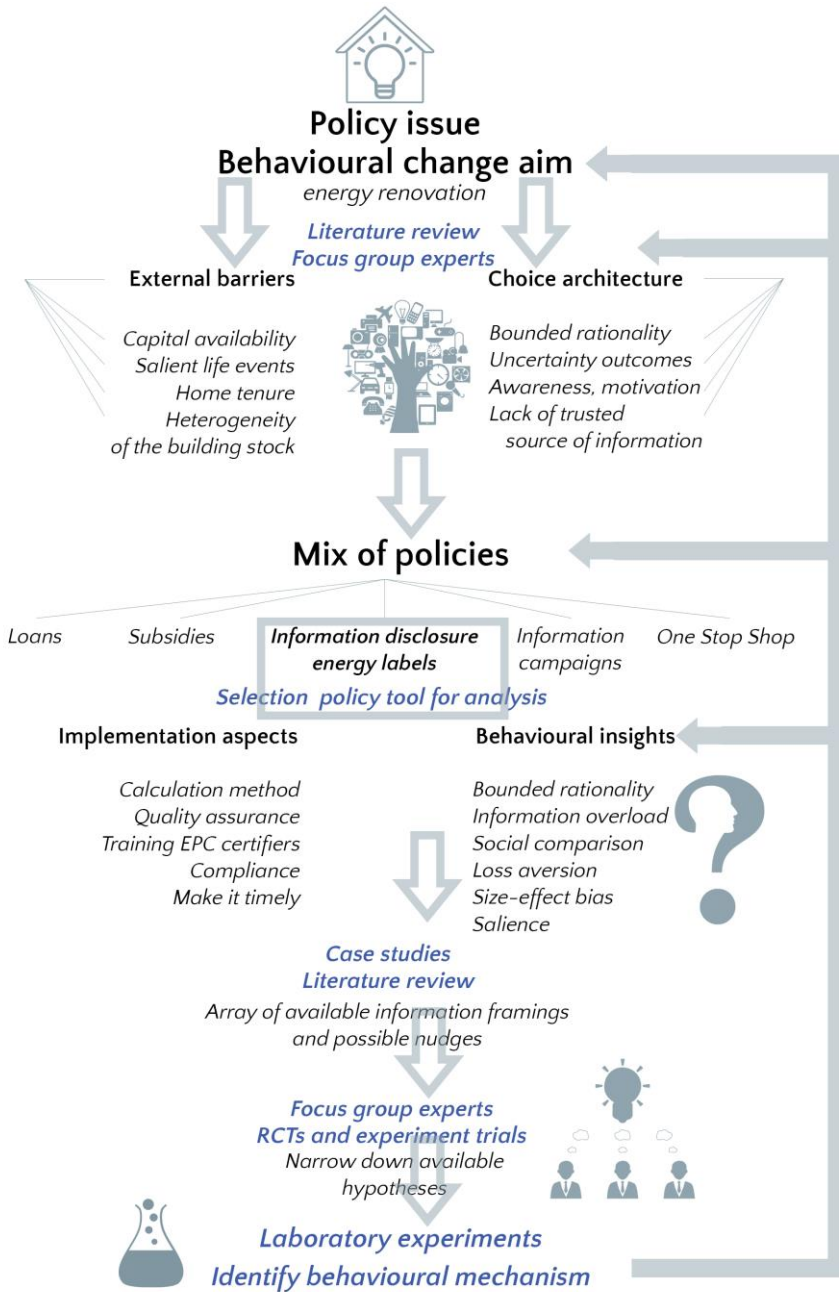 Policy issue
Behavioural change aim
energy renovation
Literature review
Focus group experts
External barriers
Capital availability
Salient life events
Home tenure
Heterogeneity
of the building stock
Choice architecture
Bounded rationality
Uncertainty outcomes
Awareness, motivation
Lack of trusted
source of information
Mix of policies
Loans
Subsidies
Information disclosure
energy labels
Information
campaigns
One Stop Shop
Selection policy tool for analysis
Implementation aspects
Calculation method
Quality assurance
Training EPC certifiers
Compliance
Make it timely
Behavioural insights
Bounded rationality
Information overload
Social comparison
Loss aversion
Size-effect bias
Salience
Case studies
Literature review
Array of available information framings
and possible nudges
Focus group experts
RCTs and experiment trials
Narrow down available
hypotheses
Laboratory experiments
Identify behavioural mechanism